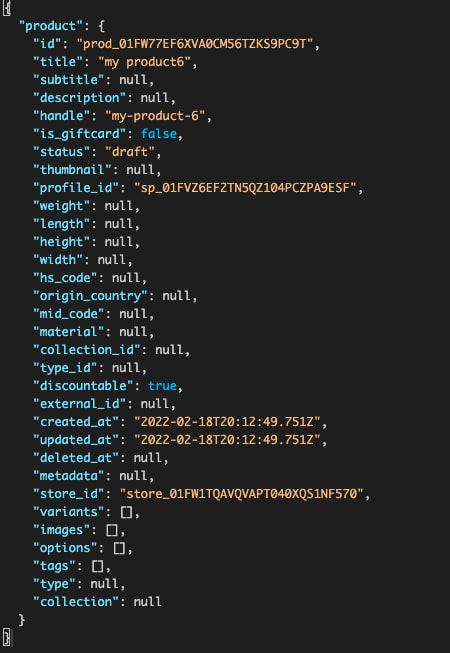 {
"product": {
"id": "prod_01FW77EF6XVA0CM56TZKS9PC9T",
"title": "my product6",
"subtitle": null,
"description": null,
"handle": "my-product-6",
"is_giftcard": false,
"status": "draft",
"thumbnail": null,
"profile_id": "sp_01FVZ6EF2TN5QZ104PCZPA9ESF",
"weight": null,
"length": null,
"height": null,
"width": null,
"hs_code": null,
"origin_country": null,
"mid_code": null,
"material": null,
"collection_id": null,
"type_id": null,
"discountable": true,
"external_id": null,
"created_at": "2022-02-18T20:12:49.751Z",
"updated_at": "2022-02-18T20:12:49.751Z",
"deleted_at": null,
"metadata": null,
"store_id": "store_01FW1TQAVQVAPT040XQS1NF570",
"variants": [],
"images": [],
"options": [],
"tags": [],
"type": null,
"collection": null
}
}